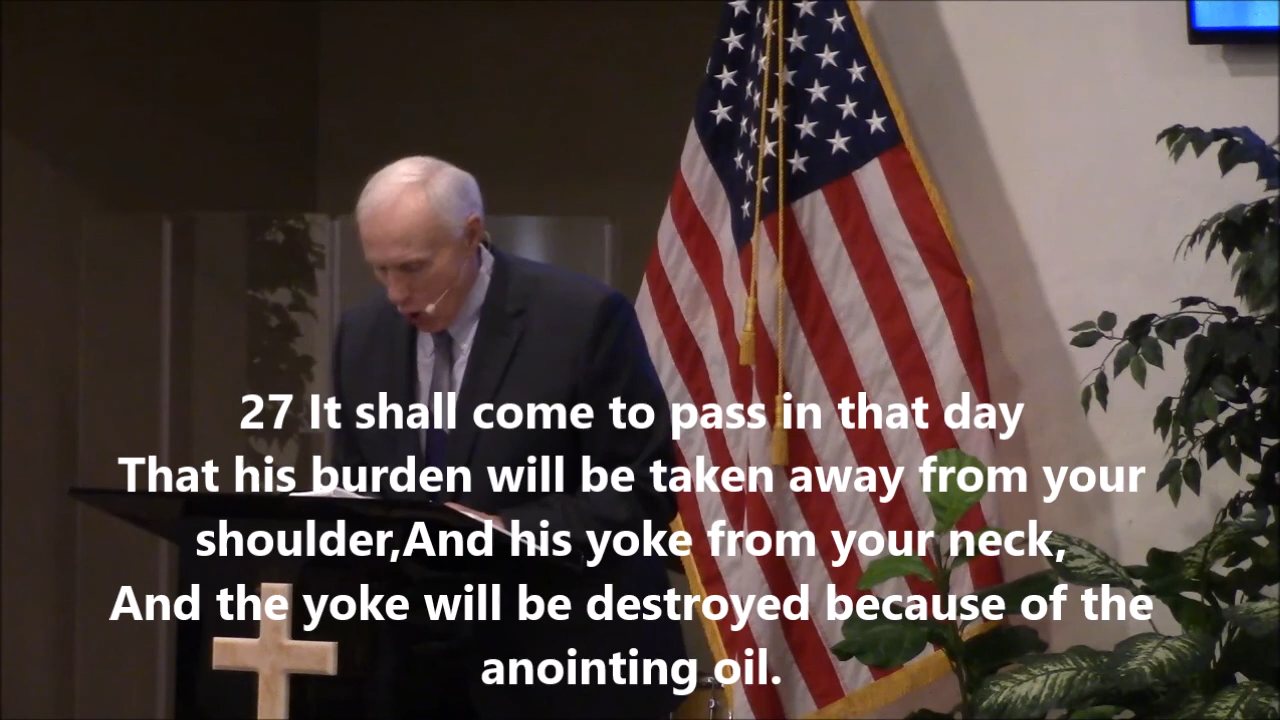 27 It shall come to pass in that day
That his burden will be taken away from your
shoulder,And his yoke from your neck,
And the yoke will be destroyed because of the
anointing oil.